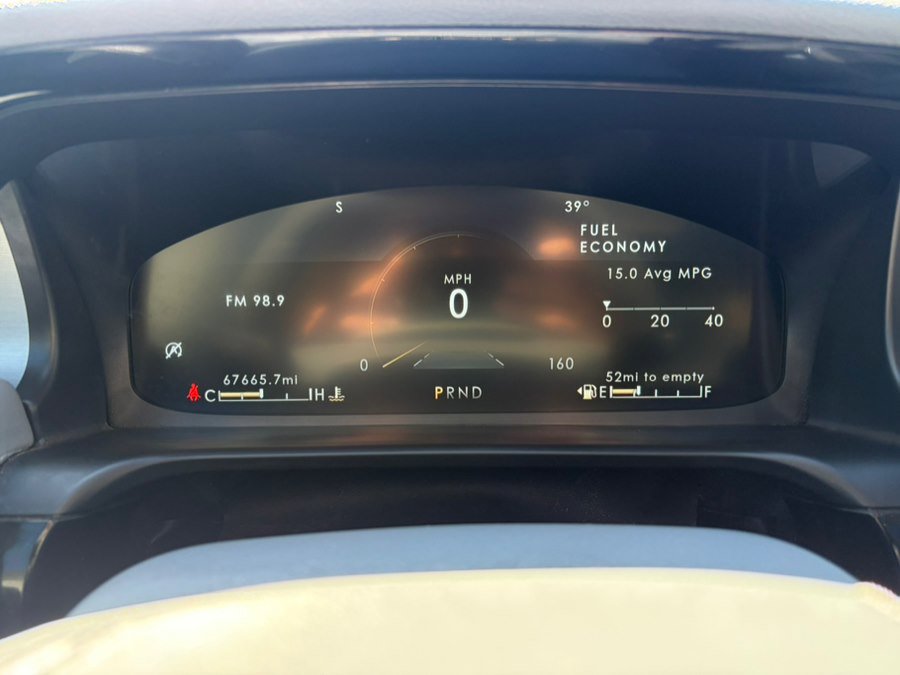 S
39°
FUEL
ECONOMY
15.0 Avg MPG
0 20 40
FM 98.9
MPH
0
0
160
67665.7mi
C H
PRND
52mi to empty
E F